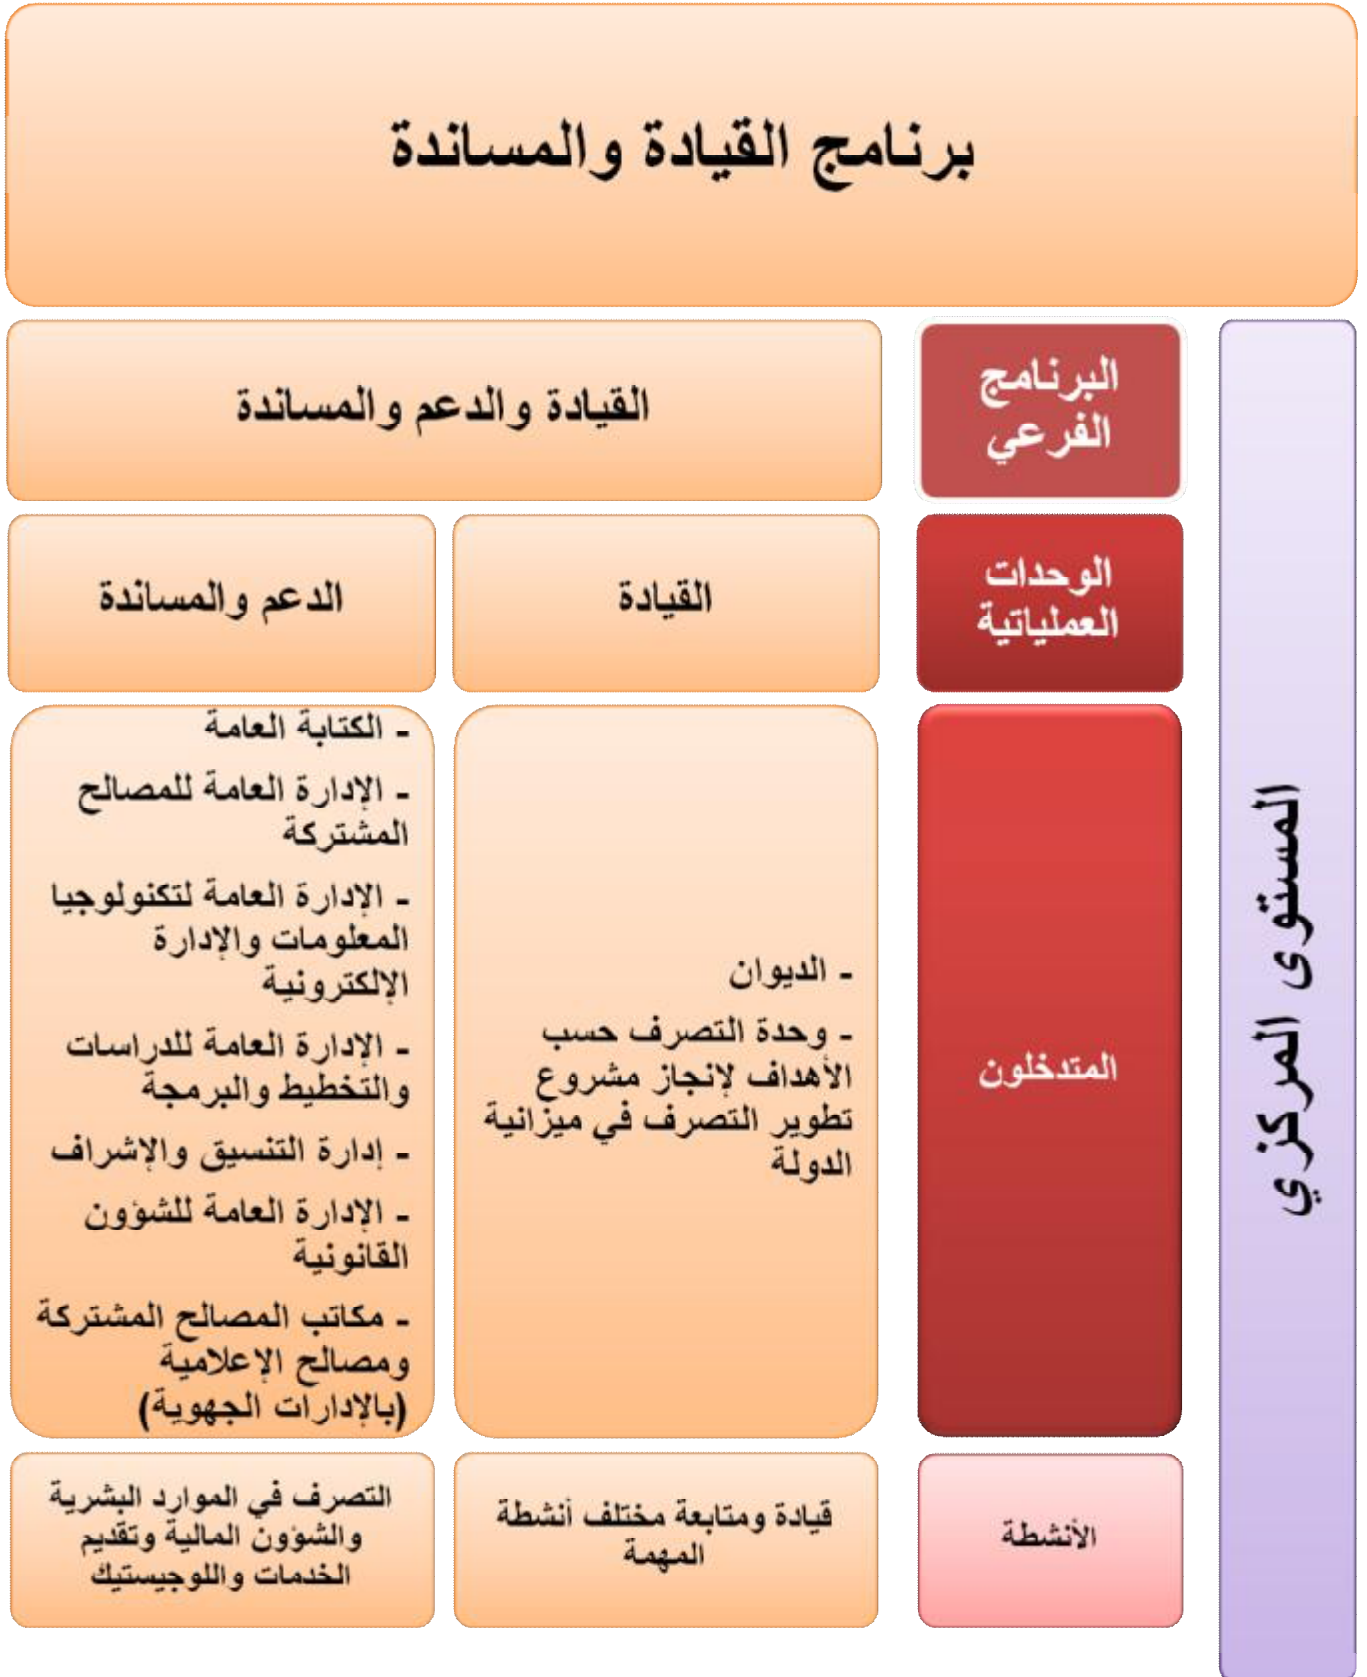 برنامج القيادة والمساندة
المستوى المركزي
البرنامج
الفرعي
القيادة والدعم والمساندة
الوحدات
العملياتية
القيادة
الدعم والمساندة
المتدخلون
- الديوان
- وحدة التصرف حسب
الأهداف لإنجاز مشروع
تطوير التصرف في ميزانية
الدولة
- الكتابة العامة
- الإدارة العامة للمصالح
المشتركة
- الإدارة العامة لتكنولوجيا
المعلومات والإدارة
الإلكترونية
- الإدارة العامة للدراسات
والتخطيط والبرمجة
- إدارة التنسيق والإشراف
- الإدارة العامة للشؤون
القانونية
- مكاتب المصالح المشتركة
ومصالح الإعلامية
(بالإدارات الجهوية)
الأنشطة
قيادة ومتابعة مختلف أنشطة
المهمة
التصرف في الموارد البشرية
والشؤون المالية وتقديم
الخدمات واللوجيستيك